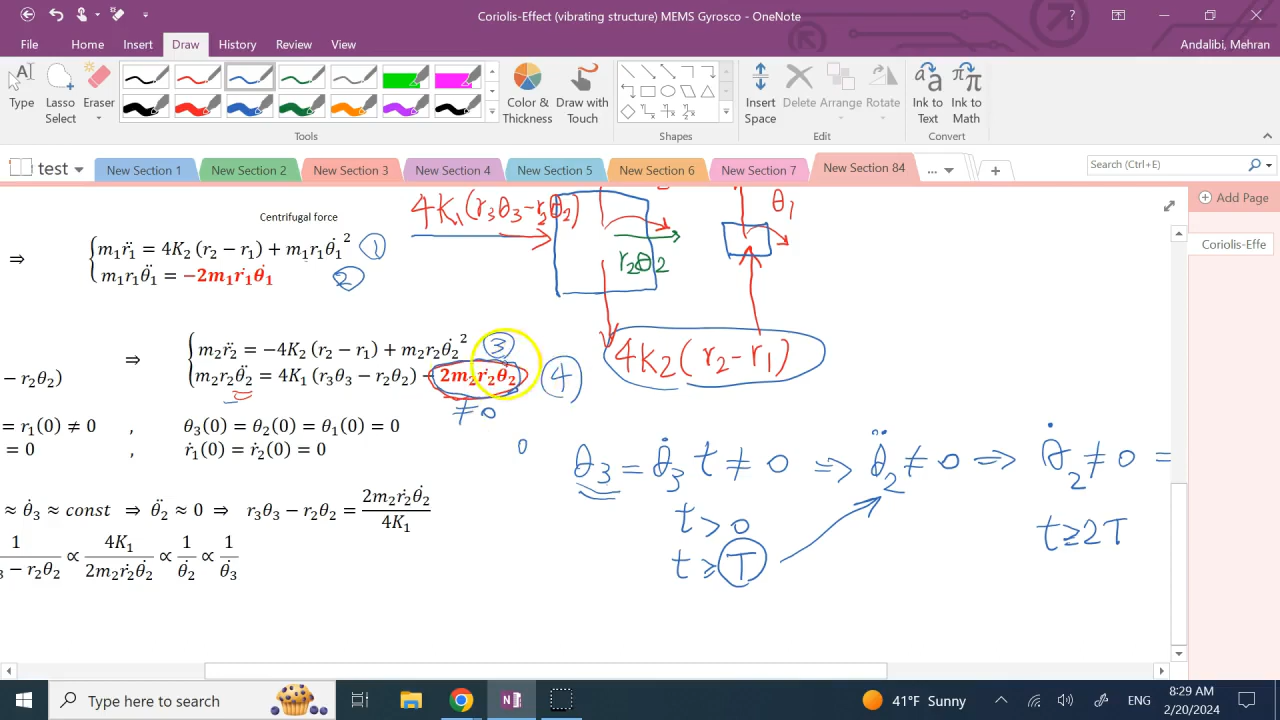 Coriolis-Effect (vibrating structure) MEMS Gyrosco - OneNote
Andalibi, Mehran
File Home Insert Draw History Review View
Type
Lasso Select
Eraser
Color & Thickness
Draw with Touch
Insert Space
Delete
Arrange
Rotate
Ink to Text
Ink to Math
Tools
Shapes
Edit
Convert
test
New Section 1
New Section 2
New Section 3
New Section 4
New Section 5
New Section 6
New Section 7
New Section 84
...
Search (Ctrl+E)
Add Page
Coriolis-Effe
Centrifugal force
4K₁(r₃θ₃−r₂θ₂)
θ₁
r₂θ₂
⇒ m₁r̈₁ = 4K₂ (r₂ − r₁) + m₁r₁θ̇₁² ①
m₁r₁θ̈₁ = −2m₁ṙ₁θ̇₁ ②
4K₂(r₂−r₁)
⇒ m₂r̈₂ = −4K₂ (r₂ − r₁) + m₂r₂θ̇₂² ③
− r₂θ₂) m₂r₂θ̈₂ = 4K₁ (r₃θ₃ − r₂θ₂) − 2m₂ṙ₂θ̇₂ ④
≠0
= r₁(0) ≠ 0 , θ₃(0) = θ₂(0) = θ₁(0) = 0
= 0 , ṙ₁(0) = ṙ₂(0) = 0
0
θ₃ = θ̇₃ t ≠ 0 ⇒ θ̈₂ ≠ 0 ⇒ θ̇₂ ≠ 0 =
t > 0
t ≥ T
t ≥ 2T
≈ θ̇₃ ≈ const ⇒ θ̈₂ ≈ 0 ⇒ r₃θ₃ − r₂θ₂ = 2m₂ṙ₂θ̇₂ / 4K₁
1 / ₃ − r₂θ₂ ∝ 4K₁ / 2m₂ṙ₂θ̇₂ ∝ 1 / θ̇₂ ∝ 1 / θ̇₃
Type here to search
41°F Sunny
ENG
8:29 AM
2/20/2024